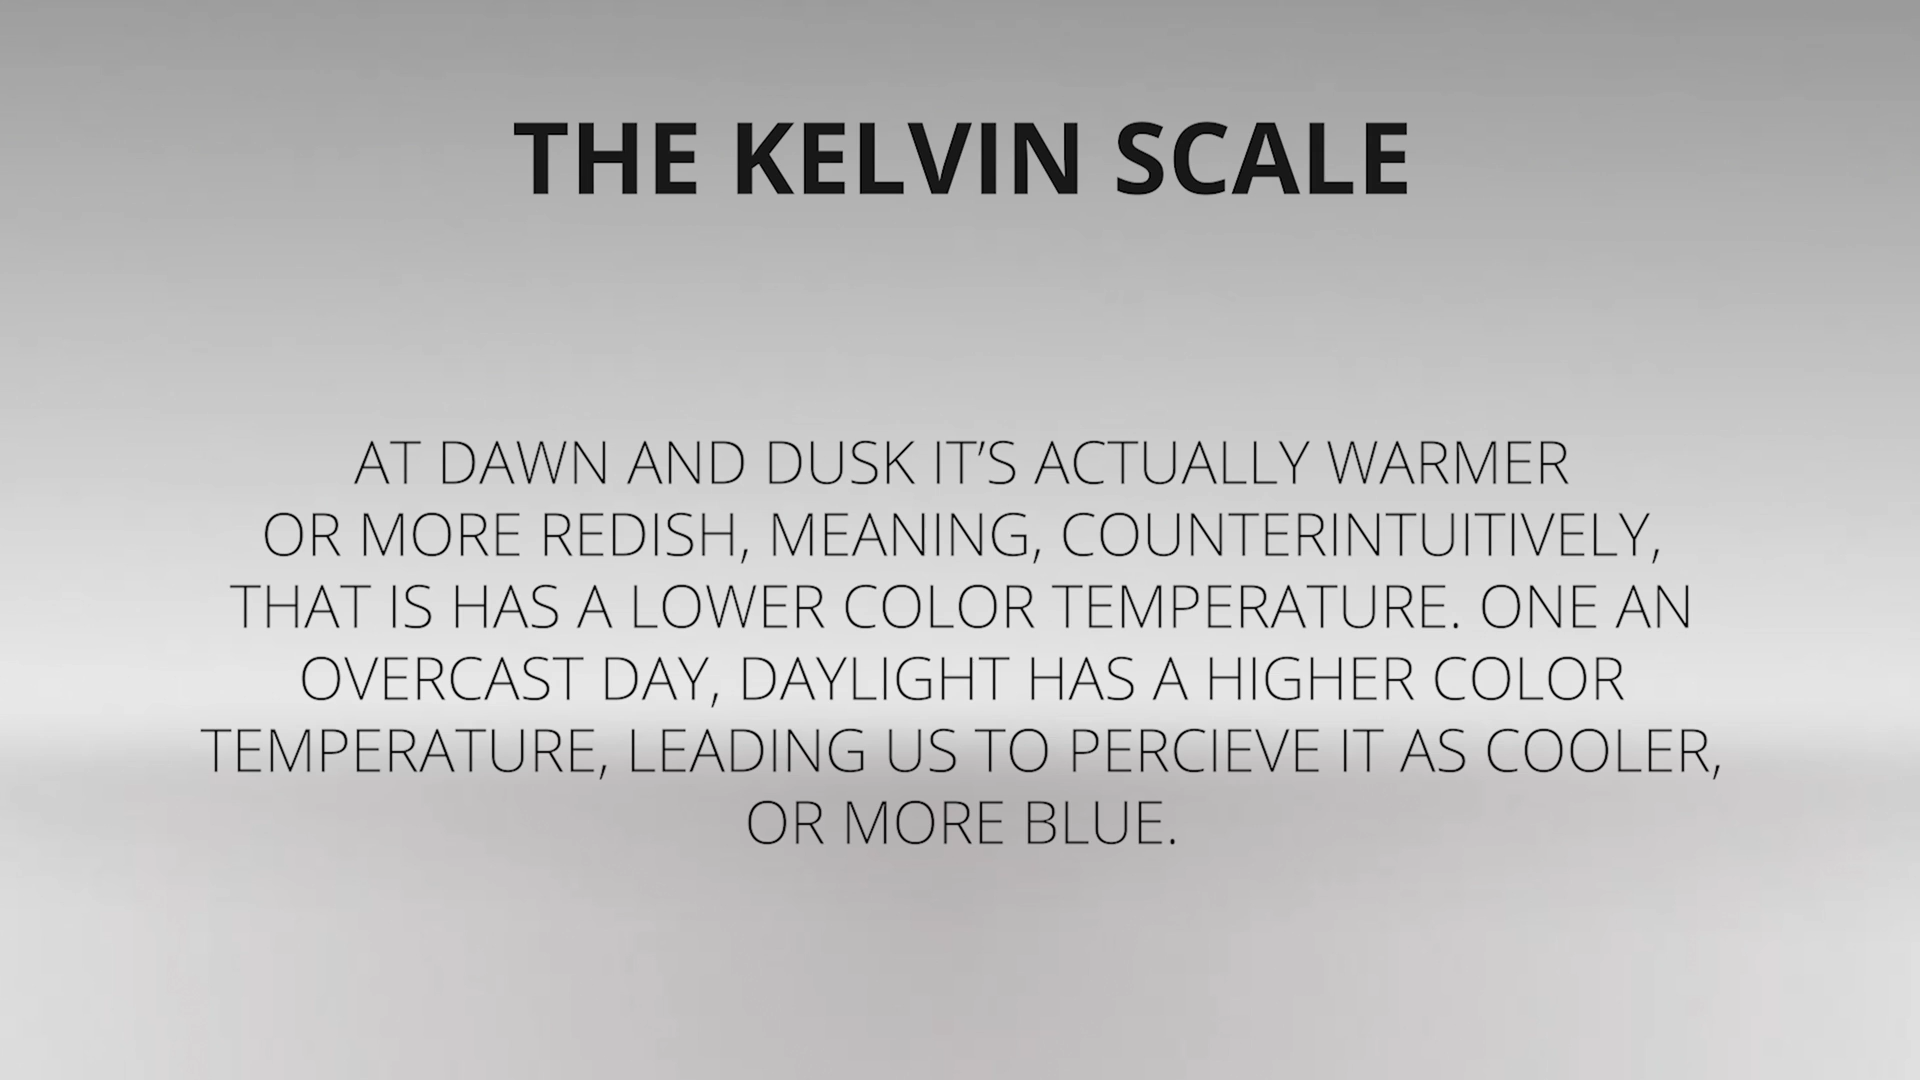 THE KELVIN SCALE
AT DAWN AND DUSK IT’S ACTUALLY WARMER
OR MORE REDISH, MEANING, COUNTERINTUITIVELY,
THAT IS HAS A LOWER COLOR TEMPERATURE. ONE AN
OVERCAST DAY, DAYLIGHT HAS A HIGHER COLOR
TEMPERATURE, LEADING US TO PERCIEVE IT AS COOLER,
OR MORE BLUE.